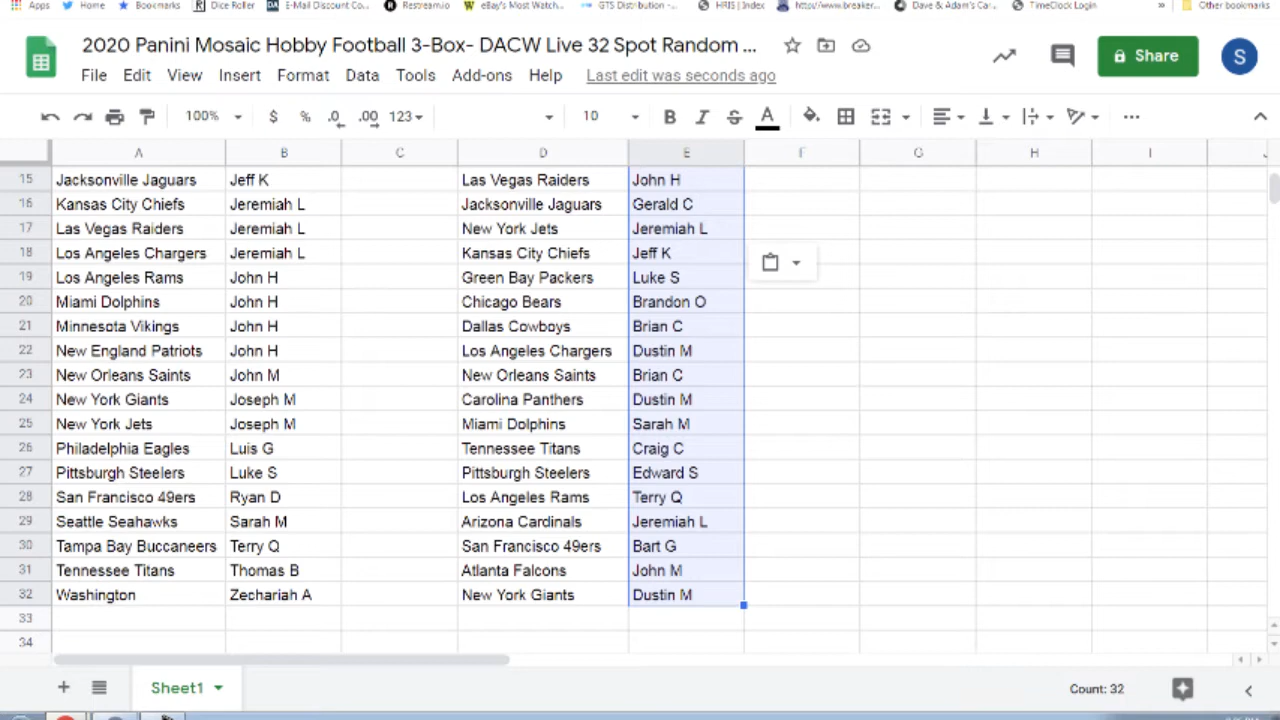 Apps Home Bookmarks Dice Roller E-Mail Discount Co... Restream.io eBay's Most Watch... GTS Distribution -... HRIS | Index http://www.breaker... Dave & Adam's Car... TimeClock Login » Other bookmarks
2020 Panini Mosaic Hobby Football 3-Box- DACW Live 32 Spot Random ...
Share S
File Edit View Insert Format Data Tools Add-ons Help Last edit was seconds ago
100% $ % .0 .00 123 10 B I S A ...
A B C D E F G H I
15 Jacksonville Jaguars Jeff K Las Vegas Raiders John H
16 Kansas City Chiefs Jeremiah L Jacksonville Jaguars Gerald C
17 Las Vegas Raiders Jeremiah L New York Jets Jeremiah L
18 Los Angeles Chargers Jeremiah L Kansas City Chiefs Jeff K
19 Los Angeles Rams John H Green Bay Packers Luke S
20 Miami Dolphins John H Chicago Bears Brandon O
21 Minnesota Vikings John H Dallas Cowboys Brian C
22 New England Patriots John H Los Angeles Chargers Dustin M
23 New Orleans Saints John M New Orleans Saints Brian C
24 New York Giants Joseph M Carolina Panthers Dustin M
25 New York Jets Joseph M Miami Dolphins Sarah M
26 Philadelphia Eagles Luis G Tennessee Titans Craig C
27 Pittsburgh Steelers Luke S Pittsburgh Steelers Edward S
28 San Francisco 49ers Ryan D Los Angeles Rams Terry Q
29 Seattle Seahawks Sarah M Arizona Cardinals Jeremiah L
30 Tampa Bay Buccaneers Terry Q San Francisco 49ers Bart G
31 Tennessee Titans Thomas B Atlanta Falcons John M
32 Washington Zechariah A New York Giants Dustin M
33
34
+ Sheet1 Count: 32